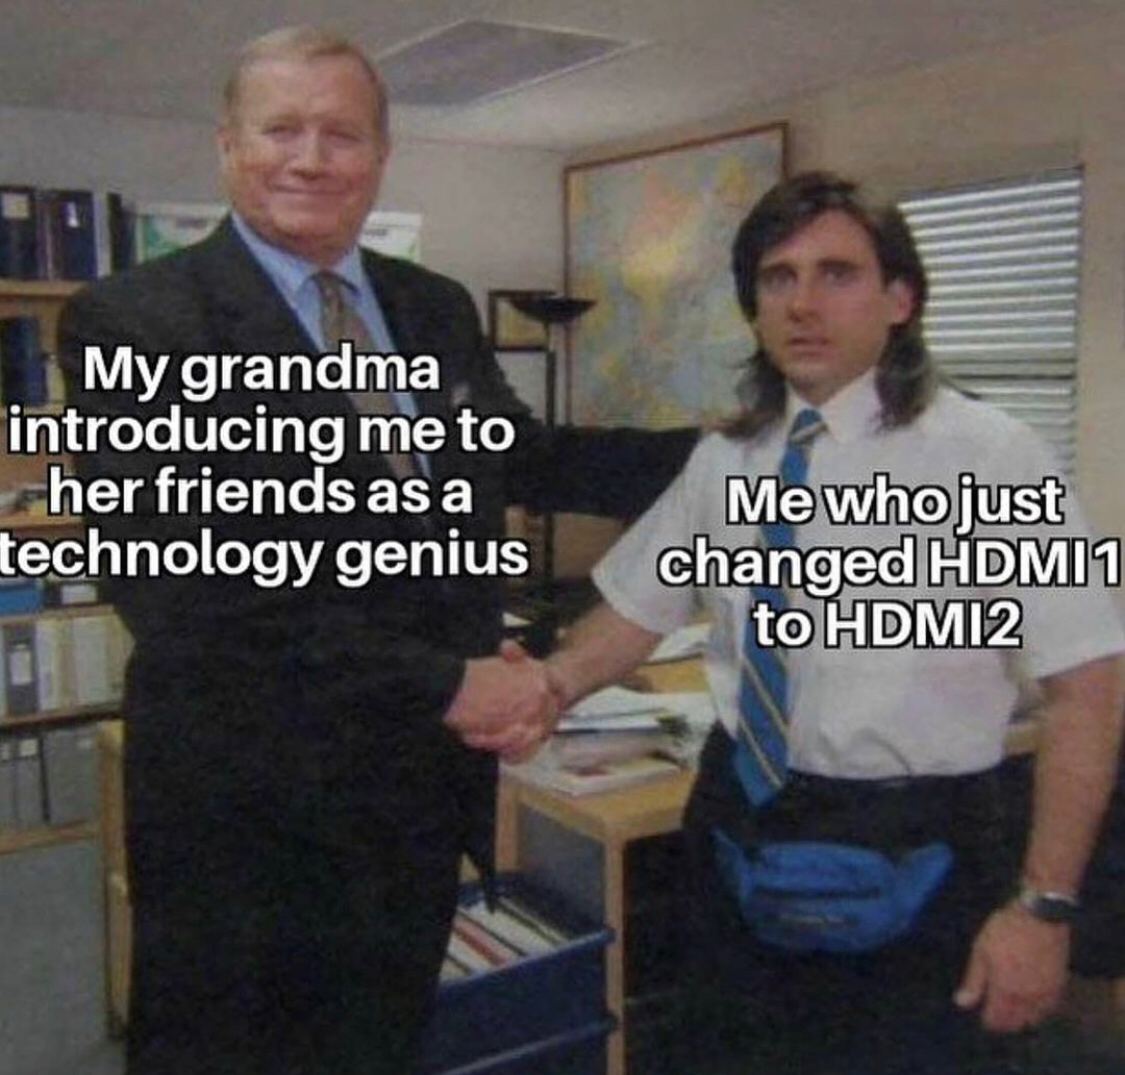 My grandma
introducing me to
her friends as a
technology genius
Me who just
changed HDMI1
to HDMI2